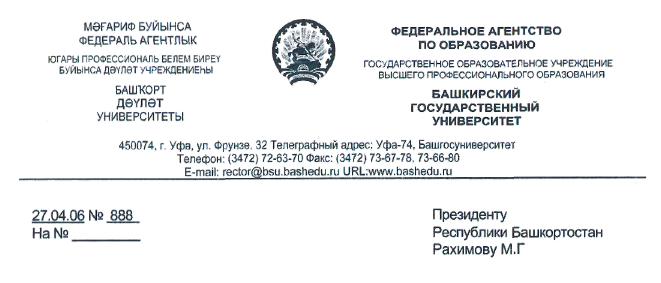 МӘҒАРИФ БУЙЫНСА
ФЕДЕРАЛЬ АГЕНТЛЫК
ЮГАРЫ ПРОФЕССИОНАЛЬ БЕЛЕМ БИРЕҮ
БУЙЫНСА ДӘҮЛӘТ УЧРЕЖДЕНИЕҺЫ
БАШҠОРТ
ДӘҮЛӘТ
УНИВЕРСИТЕТЫ
ФЕДЕРАЛЬНОЕ АГЕНТСТВО
ПО ОБРАЗОВАНИЮ
ГОСУДАРСТВЕННОЕ ОБРАЗОВАТЕЛЬНОЕ УЧРЕЖДЕНИЕ
ВЫСШЕГО ПРОФЕССИОНАЛЬНОГО ОБРАЗОВАНИЯ
БАШКИРСКИЙ
ГОСУДАРСТВЕННЫЙ
УНИВЕРСИТЕТ
450074, г. Уфа, ул. Фрунзе. 32 Телеграфный адрес: Уфа-74, Башгосуниверситет
Телефон: (3472) 72-63-70 Факс: (3472) 73-67-78, 73-66-80
E-mail: rector@bsu.bashedu.ru URL:www.bashedu.ru
27.04.06 № 888
На №
Президенту
Республики Башкортостан
Рахимову М.Г